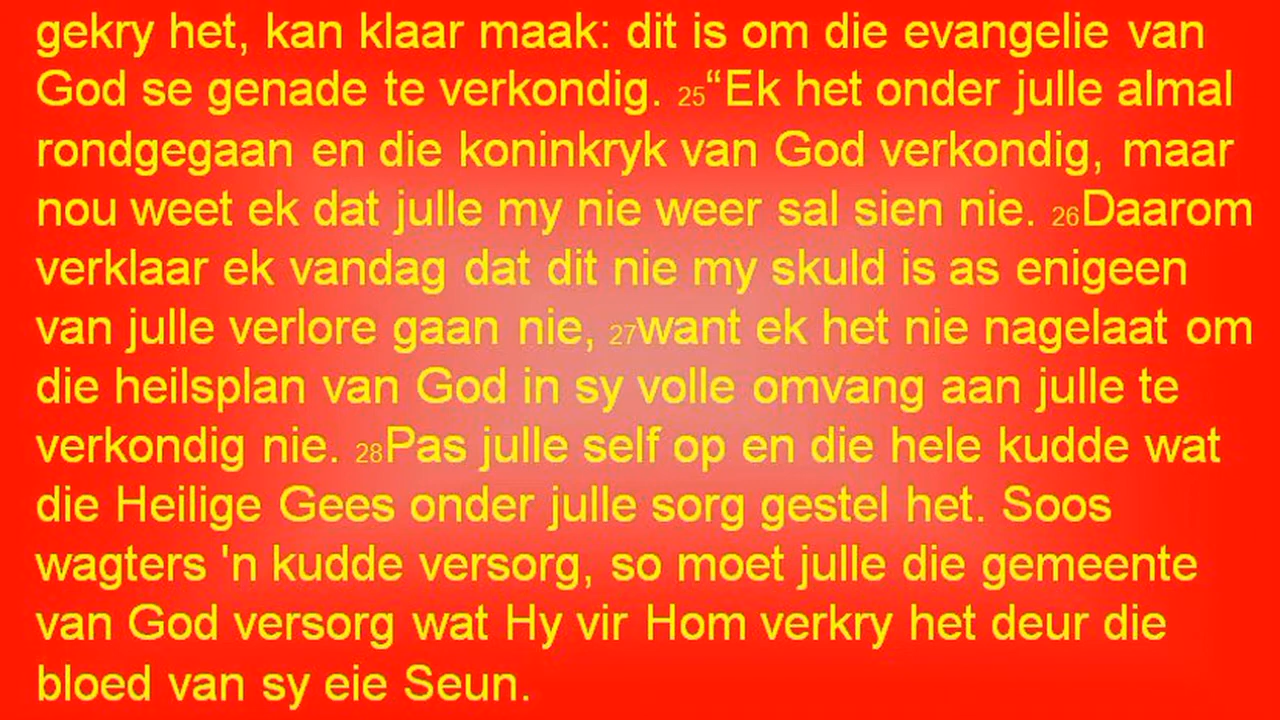 gekry het, kan klaar maak: dit is om die evangelie van
God se genade te verkondig. 25“Ek het onder julle almal
rondgegaan en die koninkryk van God verkondig, maar
nou weet ek dat julle my nie weer sal sien nie. 26Daarom
verklaar ek vandag dat dit nie my skuld is as enigeen
van julle verlore gaan nie, 27want ek het nie nagelaat om
die heilsplan van God in sy volle omvang aan julle te
verkondig nie. 28Pas julle self op en die hele kudde wat
die Heilige Gees onder julle sorg gestel het. Soos
wagters 'n kudde versorg, so moet julle die gemeente
van God versorg wat Hy vir Hom verkry het deur die
bloed van sy eie Seun.